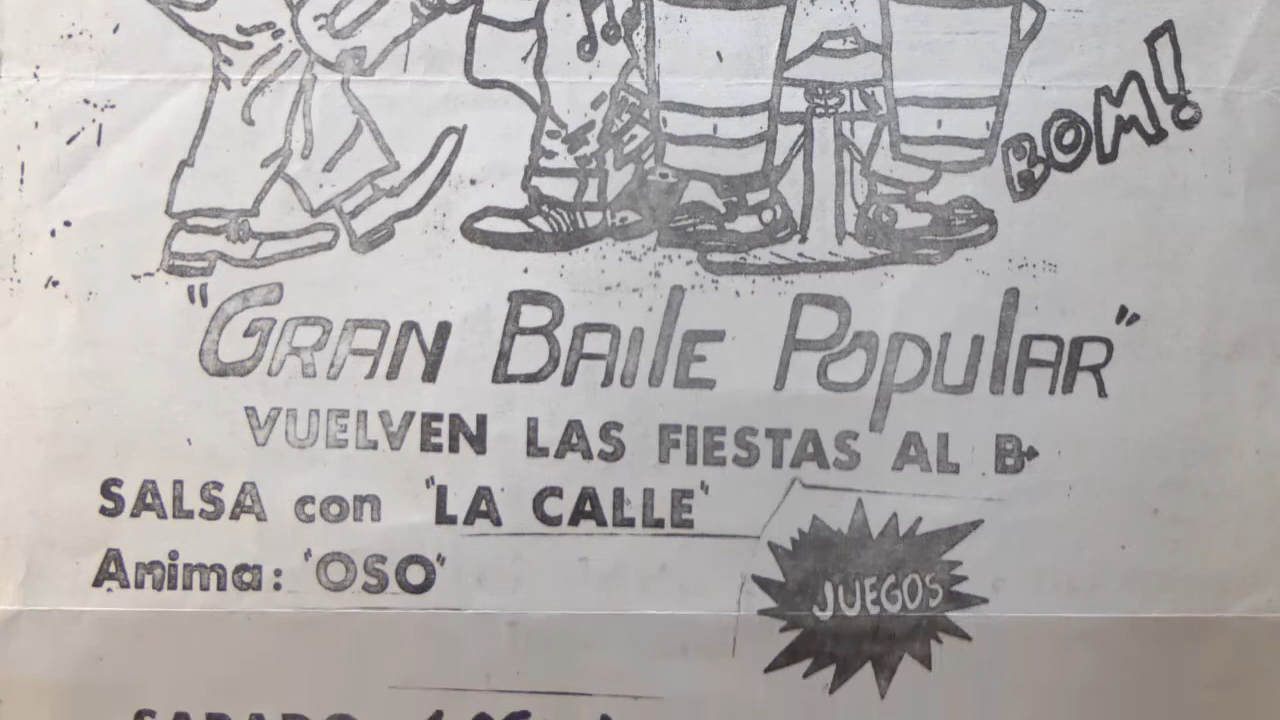 BOM!
"GRAN BAILE POPULAR"
VUELVEN LAS FIESTAS AL B
SALSA con "LA CALLE"
Anima: "OSO"
JUEGOS